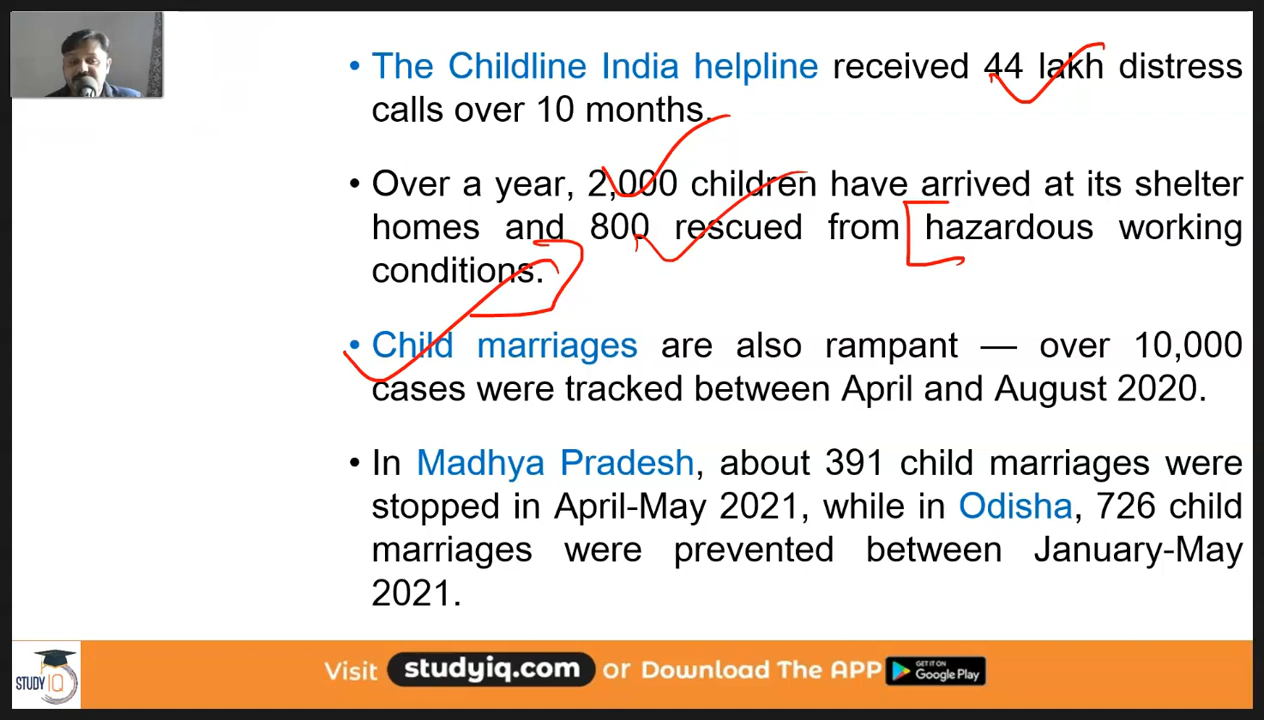 • The Childline India helpline received 44 lakh distress
calls over 10 months.
• Over a year, 2,000 children have arrived at its shelter
homes and 800 rescued from hazardous working
conditions.
• Child marriages are also rampant — over 10,000
cases were tracked between April and August 2020.
• In Madhya Pradesh, about 391 child marriages were
stopped in April-May 2021, while in Odisha, 726 child
marriages were prevented between January-May
2021.
STUDY IQ
Visit studyiq.com or Download The APP GET IT ON Google Play